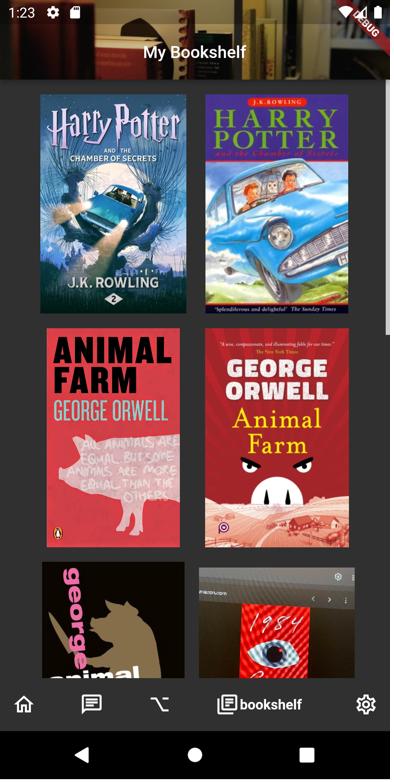 1:23
DEBUG
My Bookshelf
Harry Potter
AND THE
CHAMBER OF SECRETS
J.K. ROWLING
2
J.K.ROWLING
HARRY
POTTER
and the Chamber of Secrets
'Splendiferous and delightful' The Sunday Times
ANIMAL
FARM
GEORGE ORWELL
ALL ANIMALS ARE
EQUAL BUT SOME
ANIMALS ARE MORE
EQUAL THAN THE
OTHERS
"A wise, compassionate, and illuminating fable for our times."
The New York Times
GEORGE
ORWELL
Animal
Farm
george
animal
1984
bookshelf